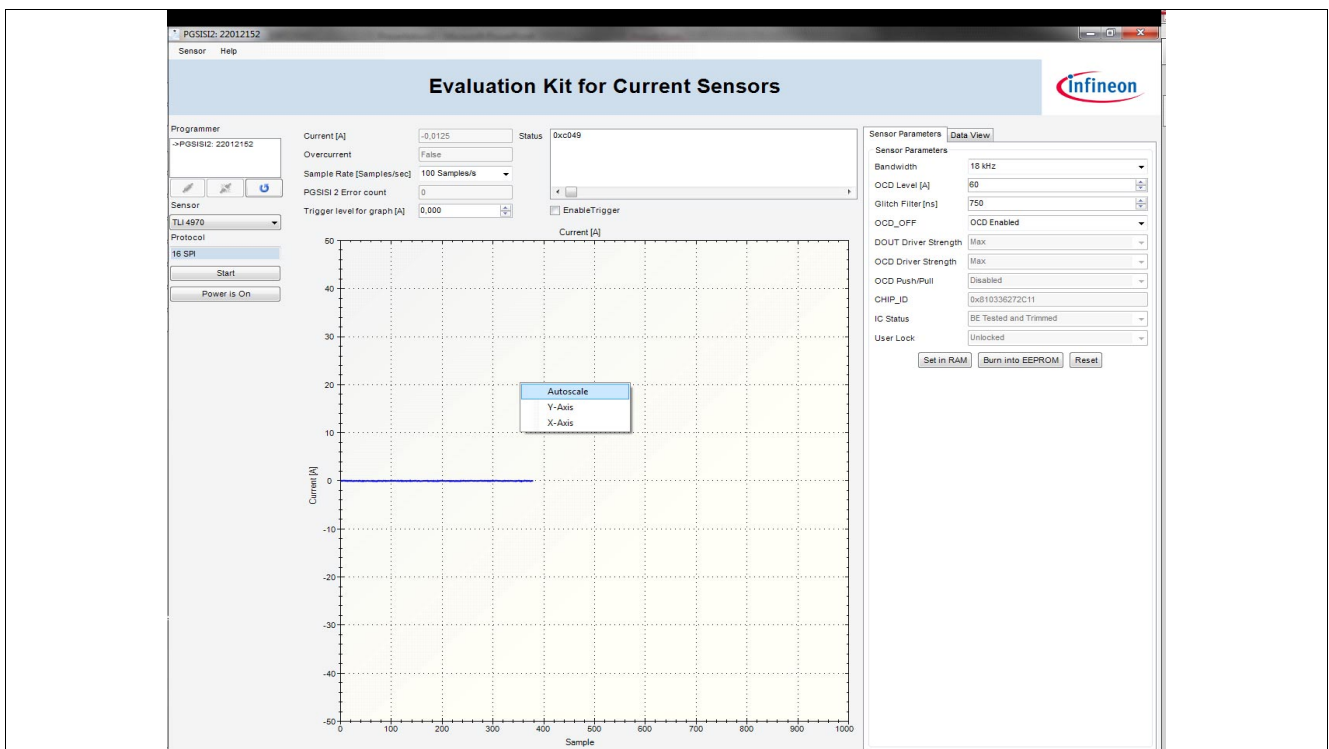 PGSISI2: 22012152
Sensor Help
Evaluation Kit for Current Sensors
infineon
Programmer
->PGSISI2: 22012152
Sensor
TLI 4970
Protocol
16 SPI
Start
Power is On
Current [A] -0,0125
Overcurrent False
Sample Rate [Samples/sec] 100 Samples/s
PGSISI 2 Error count 0
Trigger level for graph [A] 0,000
Status 0xc049
EnableTrigger
Current [A]
50
40
30
20
10
0
-10
-20
-30
-40
-50
Current [A]
Autoscale
Y-Axis
X-Axis
0 100 200 300 400 500 600 700 800 900 1000
Sample
Sensor Parameters Data View
Sensor Parameters
Bandwidth 18 kHz
OCD Level [A] 60
Glitch Filter [ns] 750
OCD_OFF OCD Enabled
DOUT Driver Strength Max
OCD Driver Strength Max
OCD Push/Pull Disabled
CHIP_ID 0x810336272C11
IC Status BE Tested and Trimmed
User Lock Unlocked
Set in RAM Burn into EEPROM Reset